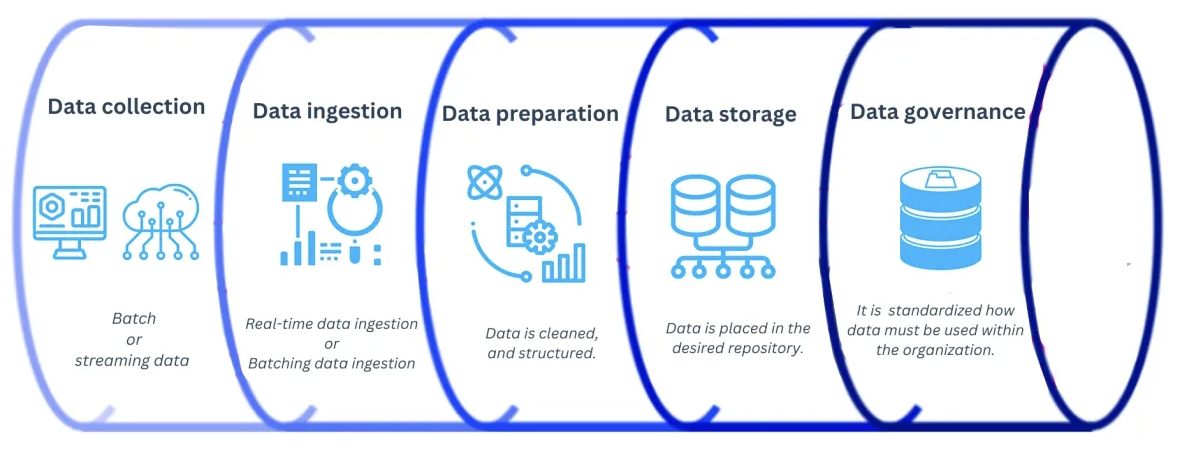 Data collection
Batch
or
streaming data
Data ingestion
Real-time data ingestion
or
Batching data ingestion
Data preparation
Data is cleaned,
and structured.
Data storage
Data is placed in the
desired repository.
Data governance
It is standardized how
data must be used within
the organization.